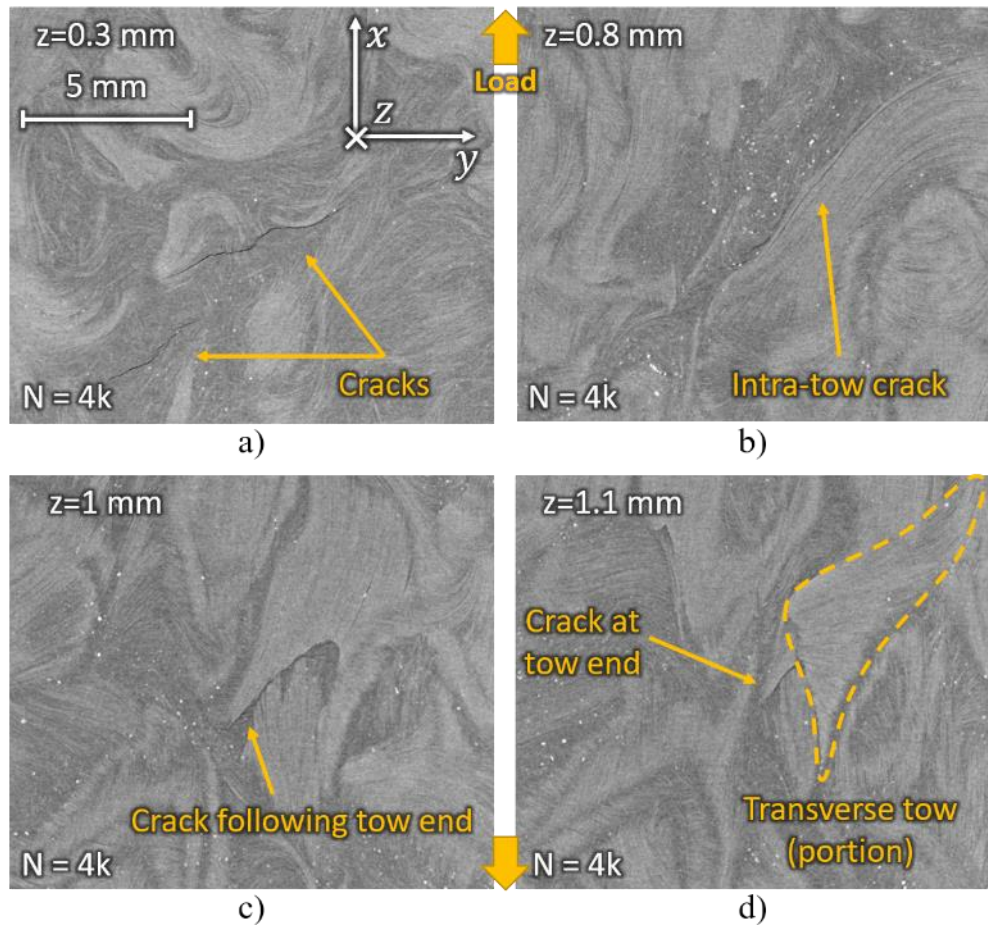 z=0.3 mm
x
5 mm
z
y
Cracks
N = 4k
a)
Load
z=0.8 mm
Intra-tow crack
N = 4k
b)
z=1 mm
Crack following tow end
N = 4k
c)
z=1.1 mm
Crack at
tow end
Transverse tow
(portion)
N = 4k
d)